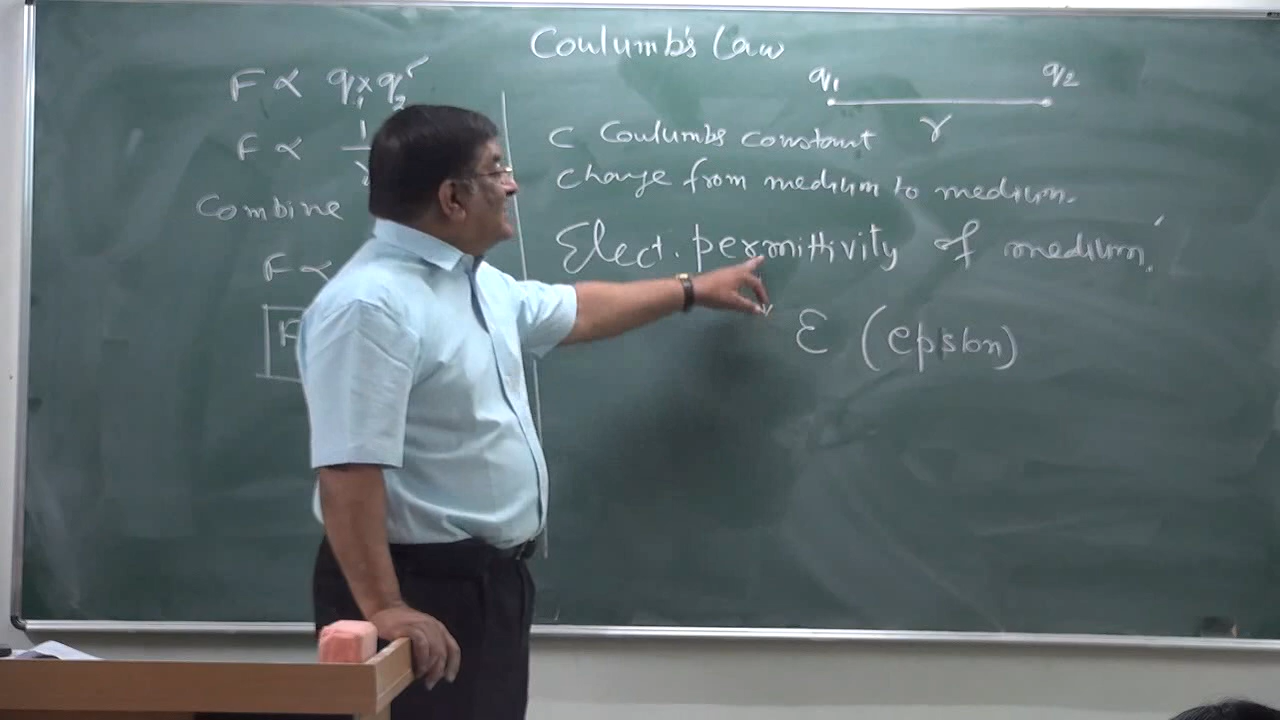 Coulumb's Law
F ∝ q1 × q2
F ∝ 1
Combine
F ∝
F
q1 q2
r
C Coulumbs constant
Change from medium to medium.
Elect. permittivity of medium.
ε (epsilon)